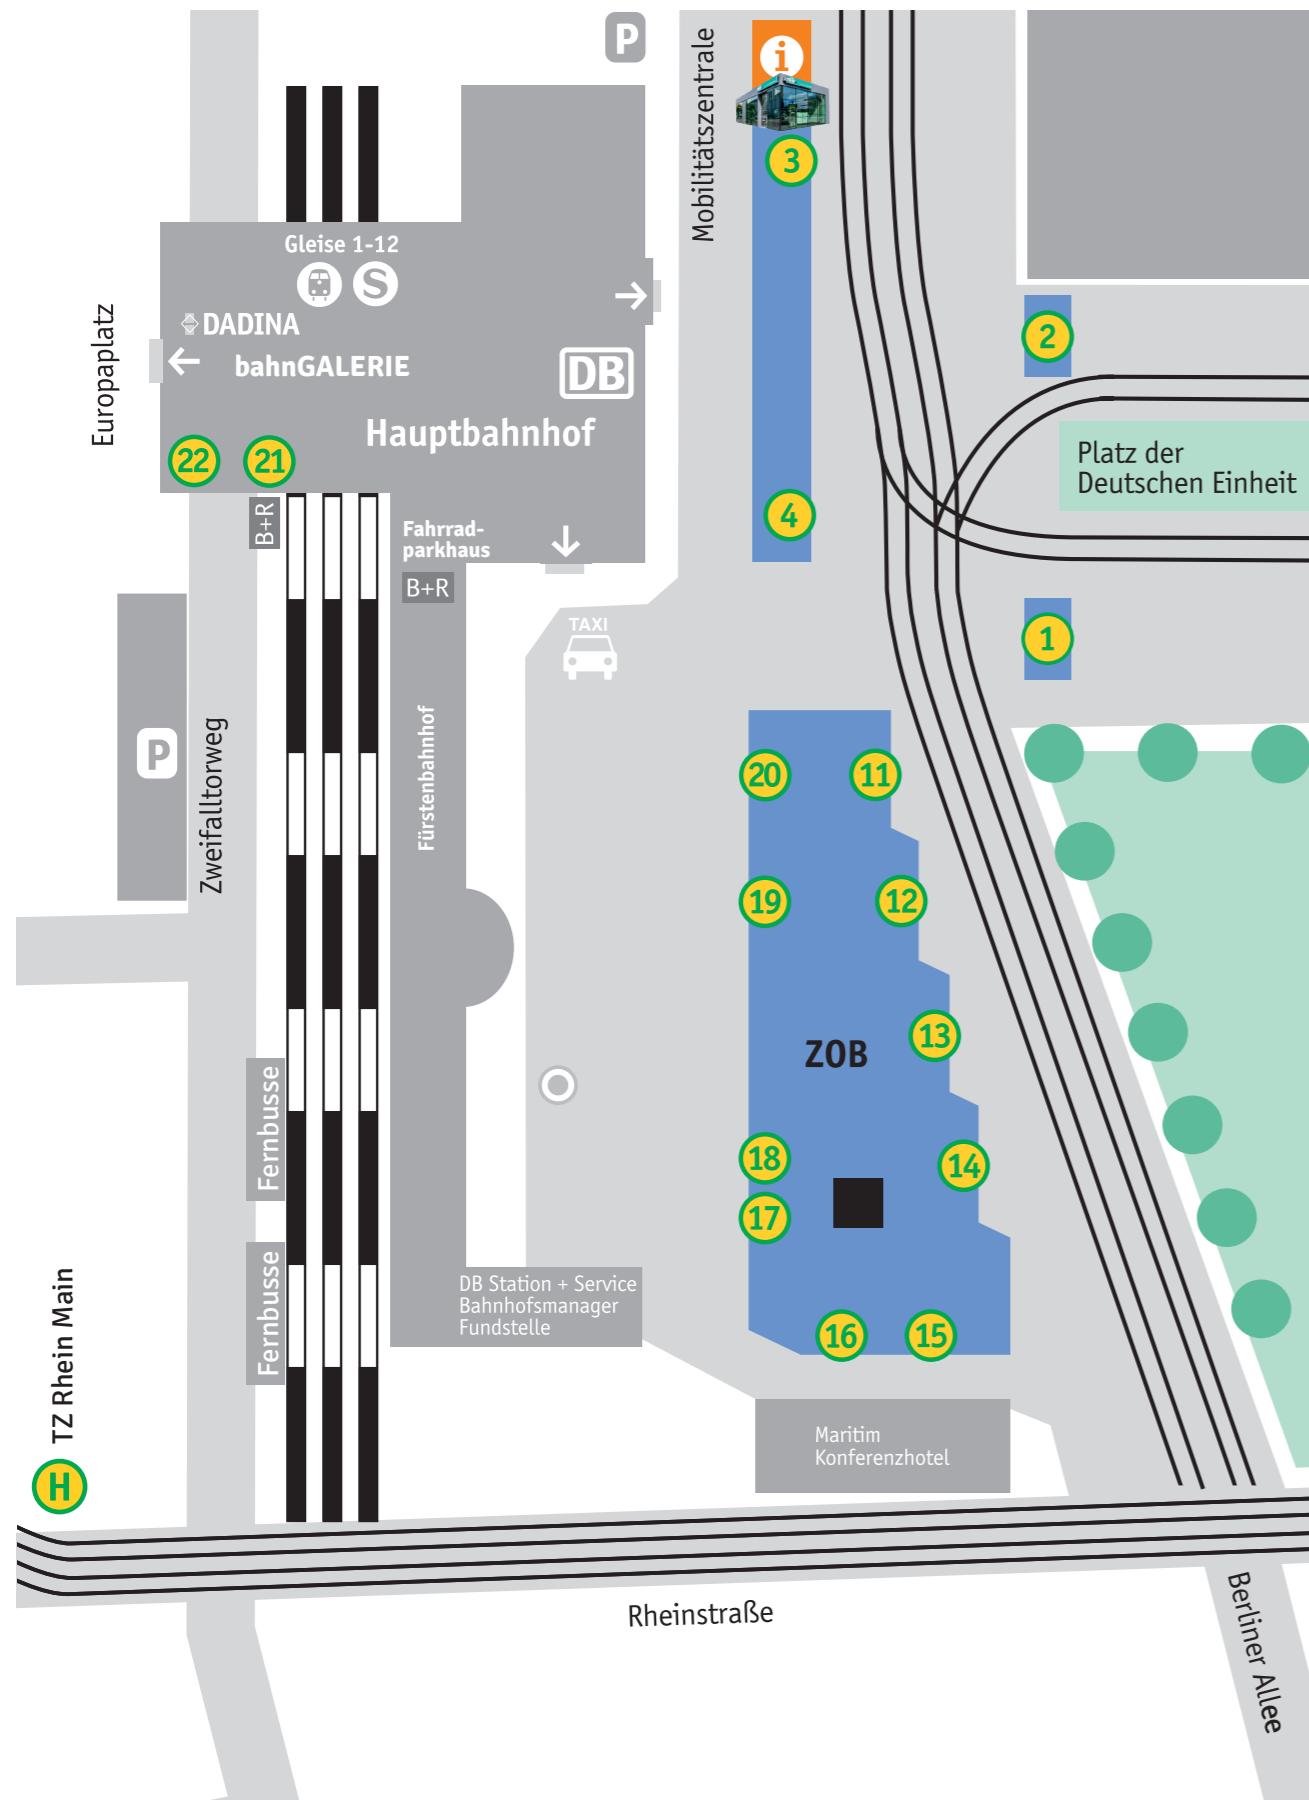 P
Mobilitätszentrale
i
3
Gleise 1-12
S
DADINA
bahnGALERIE
DB
Hauptbahnhof
Europaplatz
22
21
2
Platz der
Deutschen Einheit
4
B+R
Fahrrad-
parkhaus
B+R
1
TAXI
P
Zweifalltorweg
Fürstenbahnhof
20
11
19
12
ZOB
13
18
14
17
16
15
Fernbusse
Fernbusse
DB Station + Service
Bahnhofsmanager
Fundstelle
TZ Rhein Main
H
Maritim
Konferenzhotel
Rheinstraße
Berliner Allee